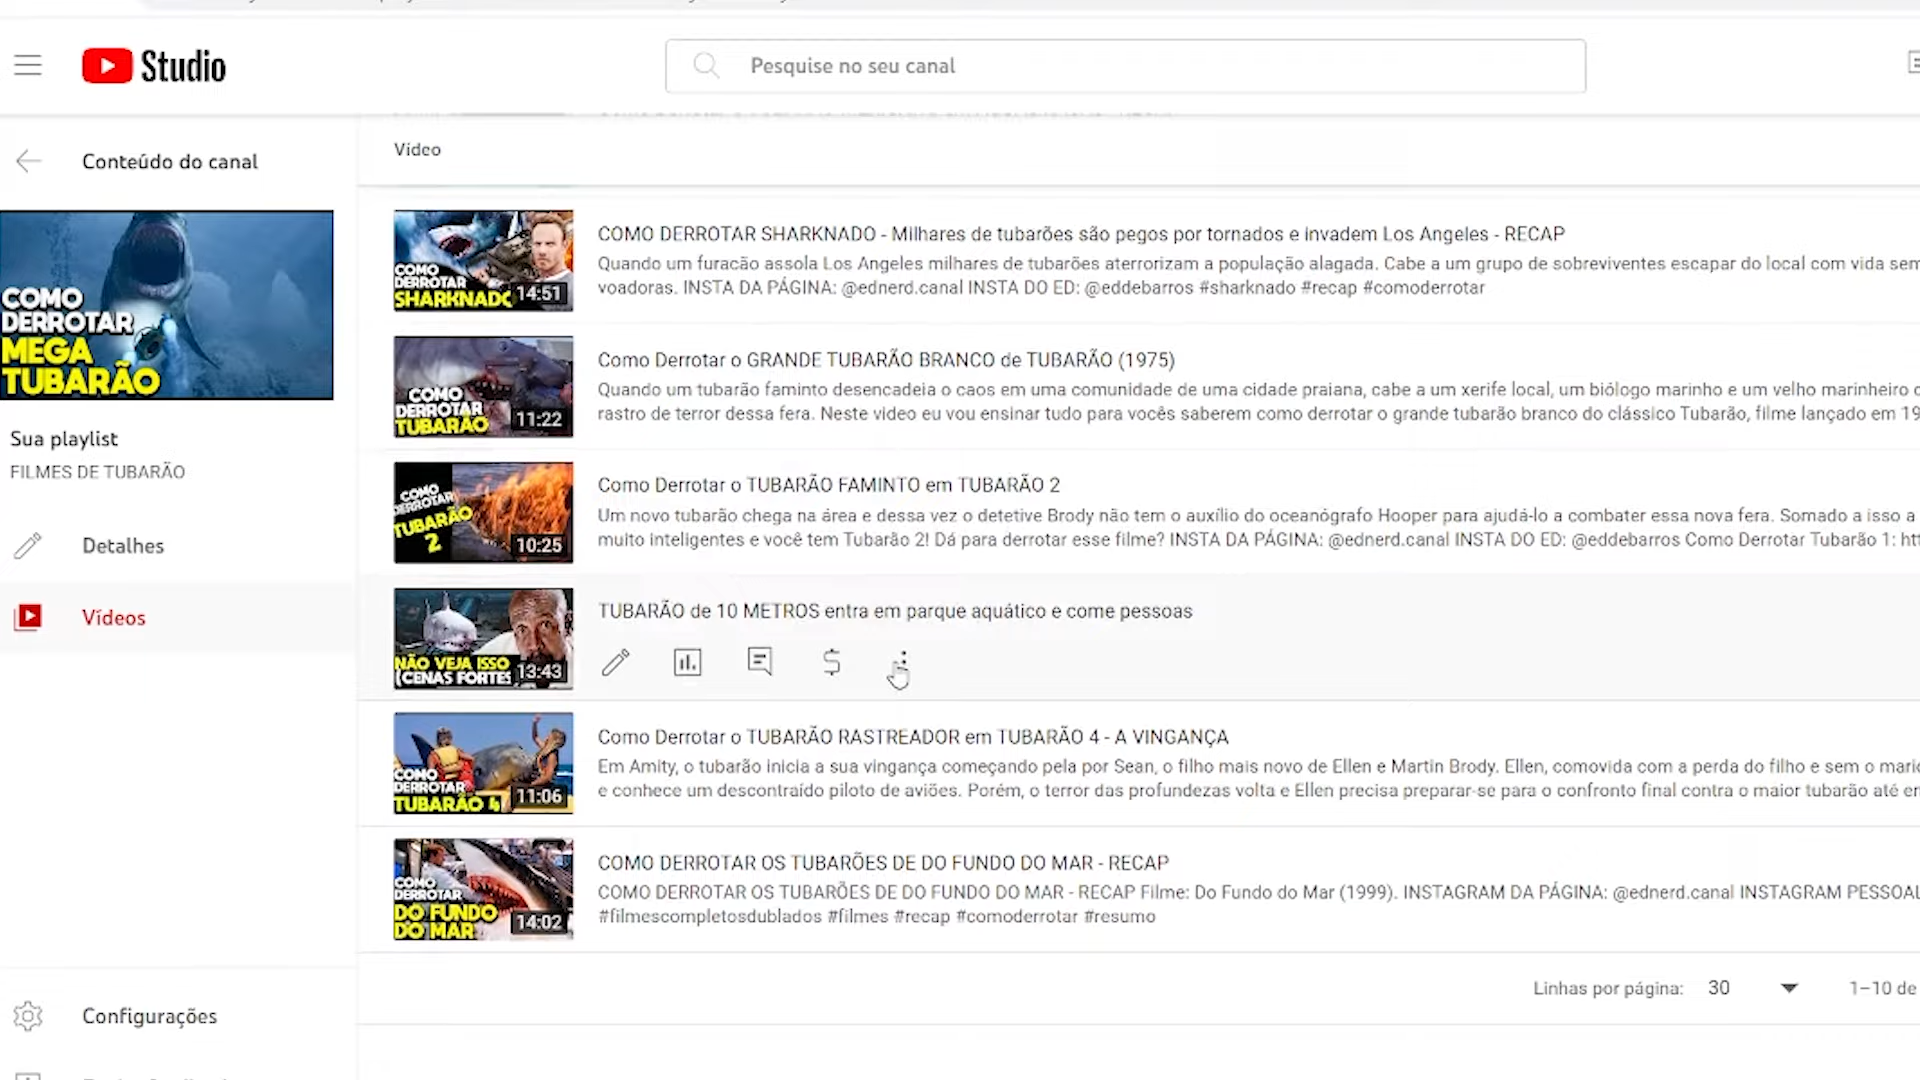 Studio
Pesquise no seu canal
Conteúdo do canal
COMO
DERROTAR
MEGA
TUBARÃO
Sua playlist
FILMES DE TUBARÃO
Detalhes
Vídeos
Configurações
Vídeo
COMO
DERROTAR
SHARKNADO
14:51
COMO DERROTAR SHARKNADO - Milhares de tubarões são pegos por tornados e invadem Los Angeles - RECAP
Quando um furacão assola Los Angeles milhares de tubarões aterrorizam a população alagada. Cabe a um grupo de sobreviventes escapar do local com vida sem
voadoras. INSTA DA PÁGINA: @ednerd.canal INSTA DO ED: @eddebarros #sharknado #recap #comoderrotar
COMO
DERROTAR
TUBARÃO
11:22
Como Derrotar o GRANDE TUBARÃO BRANCO de TUBARÃO (1975)
Quando um tubarão faminto desencadeia o caos em uma comunidade de uma cidade praiana, cabe a um xerife local, um biólogo marinho e um velho marinheiro
rastro de terror dessa fera. Neste video eu vou ensinar tudo para vocês saberem como derrotar o grande tubarão branco do clássico Tubarão, filme lançado em 19
COMO
DERROTAR
TUBARÃO
2
10:25
Como Derrotar o TUBARÃO FAMINTO em TUBARÃO 2
Um novo tubarão chega na área e dessa vez o detetive Brody não tem o auxílio do oceanógrafo Hooper para ajudá-lo a combater essa nova fera. Somado a isso a
muito inteligentes e você tem Tubarão 2! Dá para derrotar esse filme? INSTA DA PÁGINA: @ednerd.canal INSTA DO ED: @eddebarros Como Derrotar Tubarão 1: htt
NÃO VEJA ISSO
(CENAS FORTES
13:43
TUBARÃO de 10 METROS entra em parque aquático e come pessoas
COMO
DERROTAR
TUBARÃO 4
11:06
Como Derrotar o TUBARÃO RASTREADOR em TUBARÃO 4 - A VINGANÇA
Em Amity, o tubarão inicia a sua vingança começando pela por Sean, o filho mais novo de Ellen e Martin Brody. Ellen, comovida com a perda do filho e sem o mari
e conhece um descontraído piloto de aviões. Porém, o terror das profundezas volta e Ellen precisa preparar-se para o confronto final contra o maior tubarão até en
COMO
DERROTAR
DO FUNDO
DO MAR
14:02
COMO DERROTAR OS TUBARÕES DE DO FUNDO DO MAR - RECAP
COMO DERROTAR OS TUBARÕES DE DO FUNDO DO MAR - RECAP Filme: Do Fundo do Mar (1999). INSTAGRAM DA PÁGINA: @ednerd.canal INSTAGRAM PESSOAL
#filmescompletosdublados #filmes #recap #comoderrotar #resumo
Linhas por página: 30 1–10 de